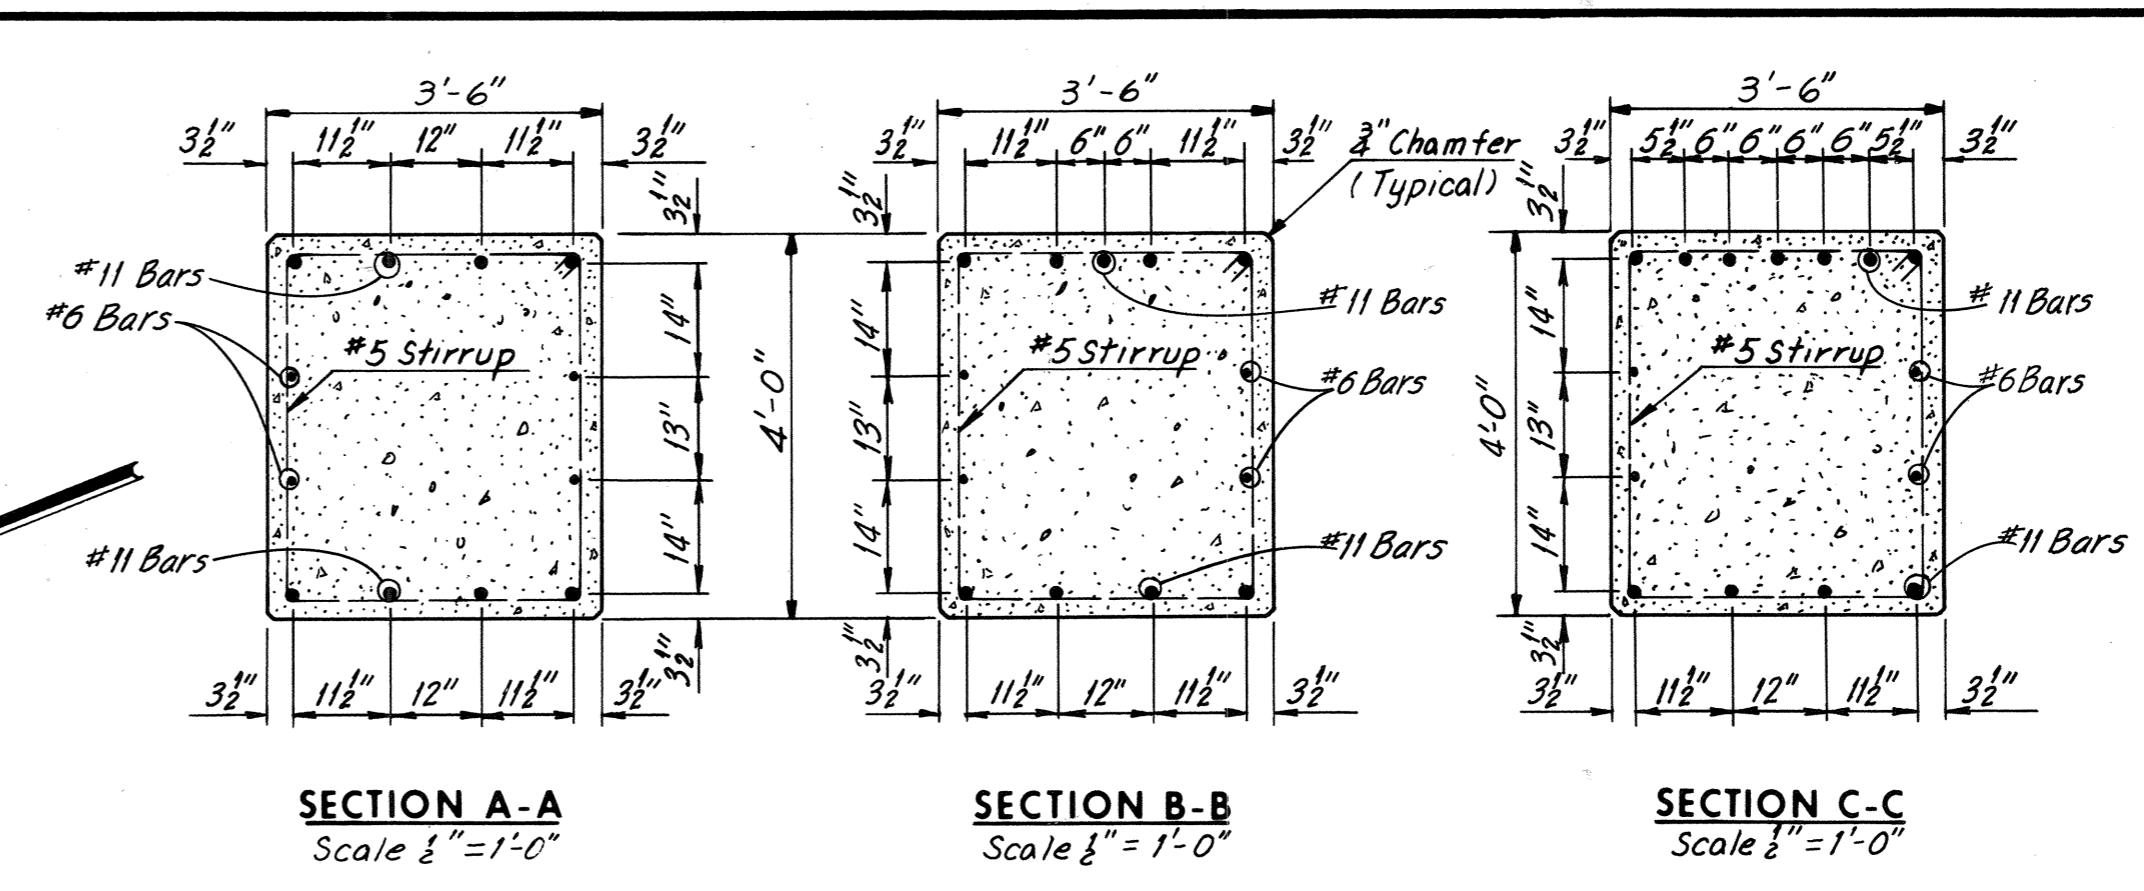 3'-6"
3½" 11½" 12" 11½" 3½"
3½"
#11 Bars
#6 Bars
#5 Stirrup
14"
13"
14"
4'-0"
#11 Bars
3½"
3½" 11½" 12" 11½" 3½"
SECTION A-A
Scale ½"=1'-0"
3'-6"
3½" 11½" 6" 6" 11½" 3½"
¾" Chamfer
(Typical)
3½"
#11 Bars
#5 Stirrup
14"
13"
14"
#6 Bars
#11 Bars
3½"
3½" 11½" 12" 11½" 3½"
SECTION B-B
Scale ½"=1'-0"
3'-6"
3½" 5½" 6" 6" 6" 6" 5½" 3½"
3½"
#11 Bars
#5 Stirrup
14"
13"
14"
4'-0"
#6 Bars
#11 Bars
3½"
3½" 11½" 12" 11½" 3½"
SECTION C-C
Scale ½"=1'-0"